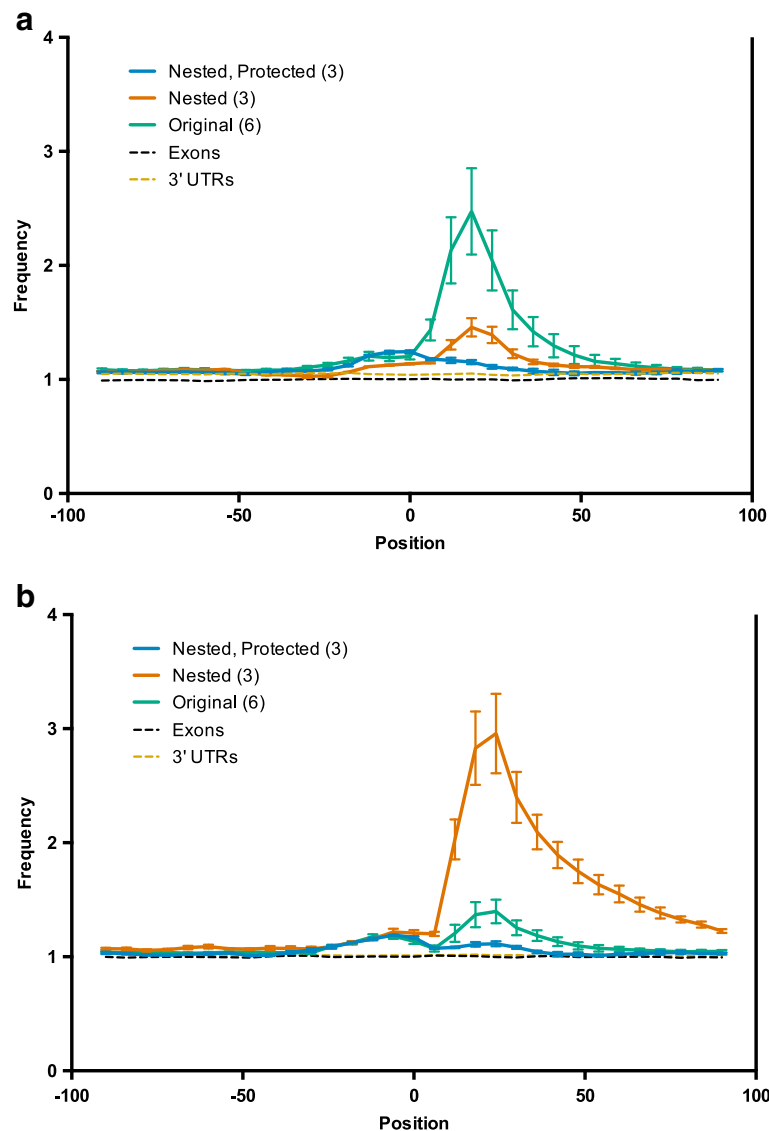 a
4
3
2
1
0
Frequency
Nested, Protected (3)
Nested (3)
Original (6)
Exons
3' UTRs
-100
-50
0
50
100
Position
b
4
3
2
1
0
Frequency
Nested, Protected (3)
Nested (3)
Original (6)
Exons
3' UTRs
-100
-50
0
50
100
Position